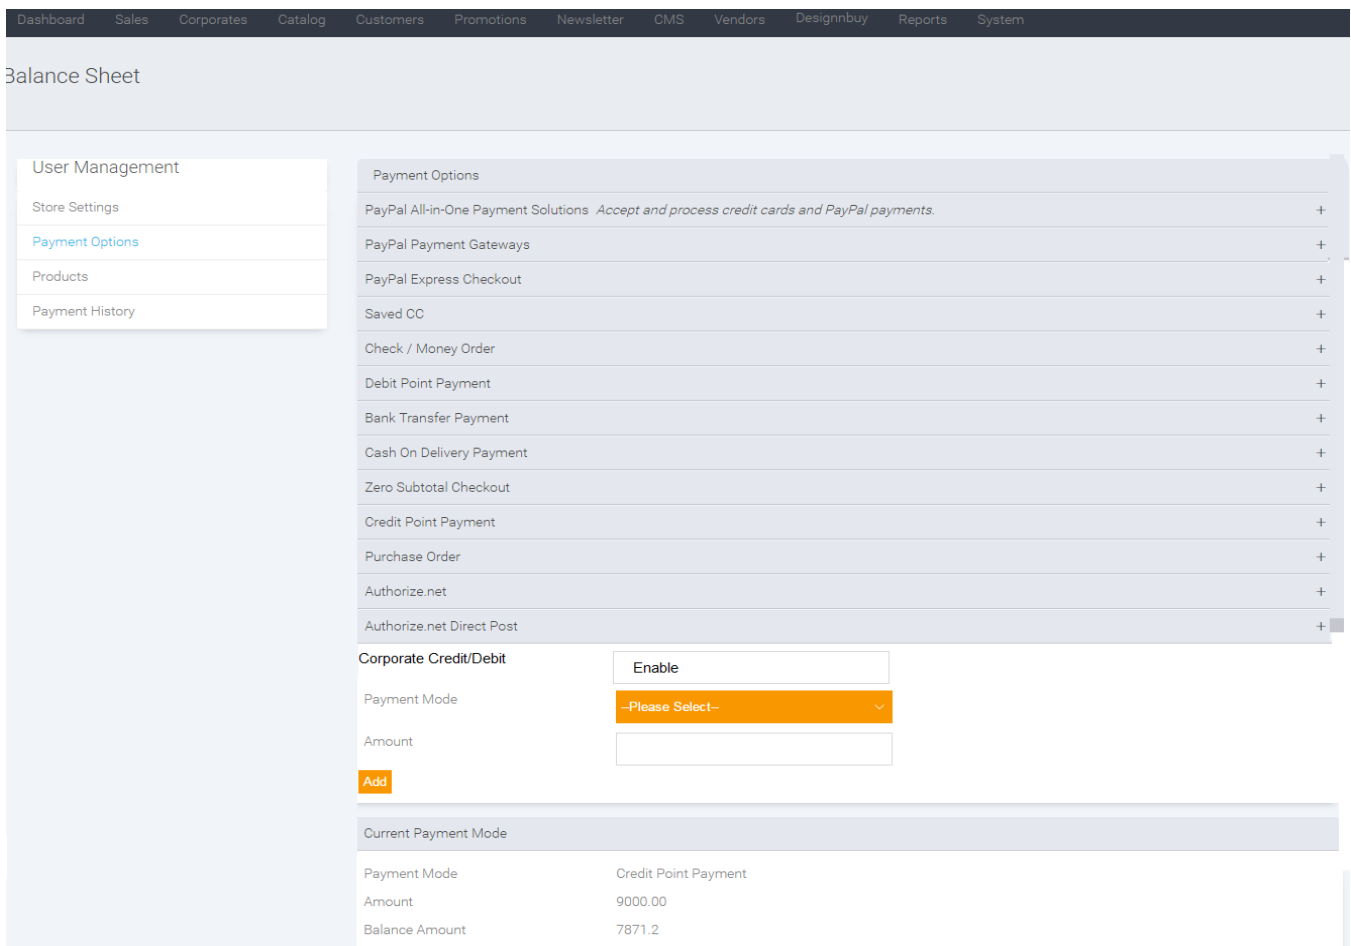 Dashboard Sales Corporates Catalog Customers Promotions Newsletter CMS Vendors Designnbuy Reports System
Balance Sheet
User Management
Store Settings
Payment Options
Products
Payment History
Payment Options
PayPal All-in-One Payment Solutions Accept and process credit cards and PayPal payments. +
PayPal Payment Gateways +
PayPal Express Checkout +
Saved CC +
Check / Money Order +
Debit Point Payment +
Bank Transfer Payment +
Cash On Delivery Payment +
Zero Subtotal Checkout +
Credit Point Payment +
Purchase Order +
Authorize.net +
Authorize.net Direct Post +
Corporate Credit/Debit Enable
Payment Mode --Please Select--
Amount
Add
Current Payment Mode
Payment Mode Credit Point Payment
Amount 9000.00
Balance Amount 7871.2